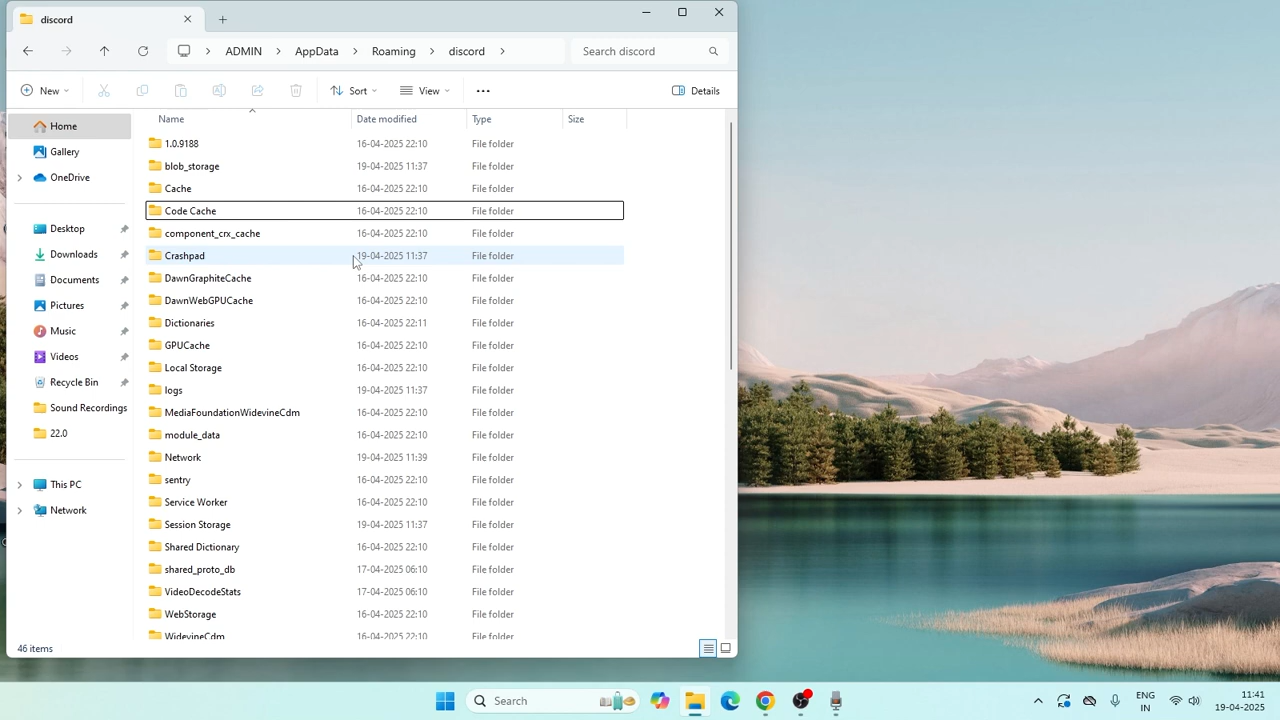 discord
ADMIN > AppData > Roaming > discord >
Search discord
New
Sort
View
Details
Name Date modified Type Size
Home
Gallery
OneDrive
Desktop
Downloads
Documents
Pictures
Music
Videos
Recycle Bin
Sound Recordings
22.0
This PC
Network
1.0.9188 16-04-2025 22:10 File folder
blob_storage 19-04-2025 11:37 File folder
Cache 16-04-2025 22:10 File folder
Code Cache 16-04-2025 22:10 File folder
component_crx_cache 16-04-2025 22:10 File folder
Crashpad 19-04-2025 11:37 File folder
DawnGraphiteCache 16-04-2025 22:10 File folder
DawnWebGPUCache 16-04-2025 22:10 File folder
Dictionaries 16-04-2025 22:11 File folder
GPUCache 16-04-2025 22:10 File folder
Local Storage 16-04-2025 22:10 File folder
logs 19-04-2025 11:37 File folder
MediaFoundationWidevineCdm 16-04-2025 22:10 File folder
module_data 16-04-2025 22:10 File folder
Network 19-04-2025 11:39 File folder
sentry 16-04-2025 22:10 File folder
Service Worker 16-04-2025 22:10 File folder
Session Storage 19-04-2025 11:37 File folder
Shared Dictionary 16-04-2025 22:10 File folder
shared_proto_db 17-04-2025 06:10 File folder
VideoDecodeStats 17-04-2025 06:10 File folder
WebStorage 16-04-2025 22:10 File folder
WidevineCdm 16-04-2025 22:10 File folder
46 items
Search
ENG
IN
11:41
19-04-2025